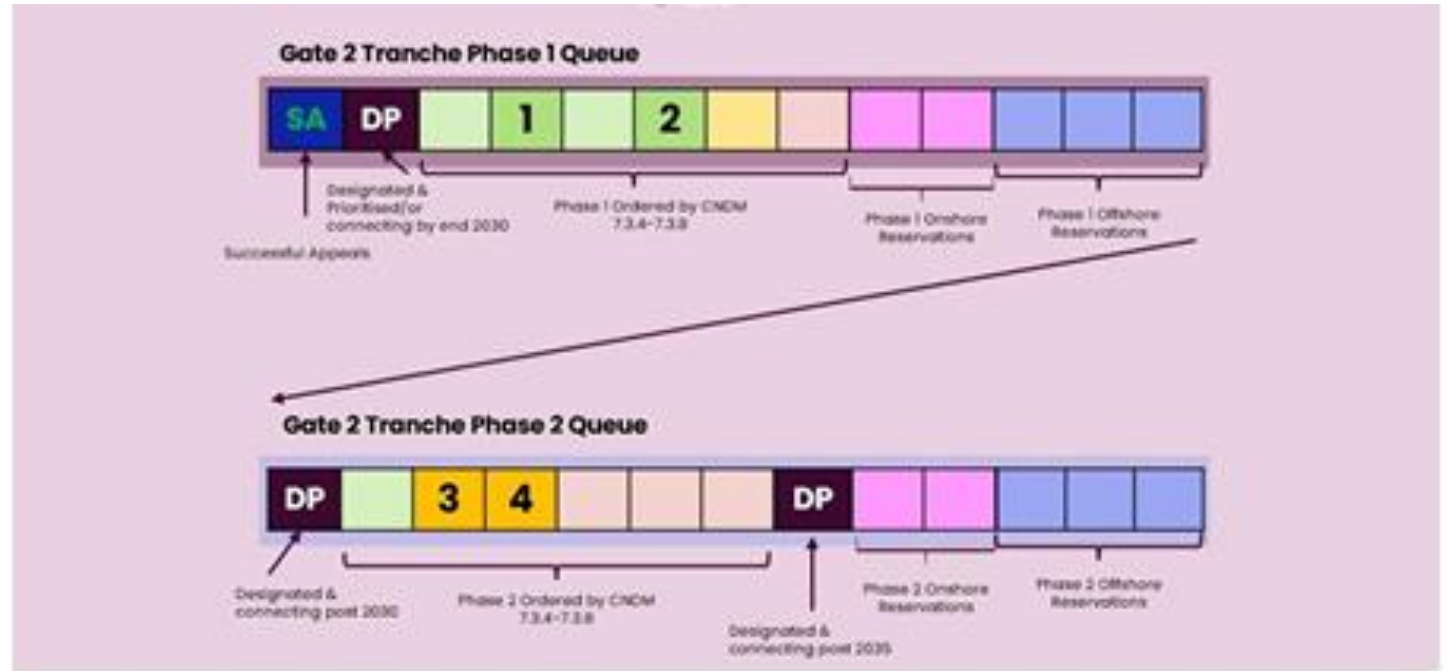 Gate 2 Tranche Phase 1 Queue
SA DP 1 2
Designated &
Prioritised/or
connecting by end 2030
Successful Appeals
Phase 1 Ordered by CNDM
7.3.4-7.3.8
Phase 1 Onshore
Reservations
Phase 1 Offshore
Reservations
Gate 2 Tranche Phase 2 Queue
DP 3 4 DP
Designated &
connecting post 2030
Phase 2 Ordered by CNDM
7.3.4-7.3.8
Designated &
connecting post 2035
Phase 2 Onshore
Reservations
Phase 2 Offshore
Reservations